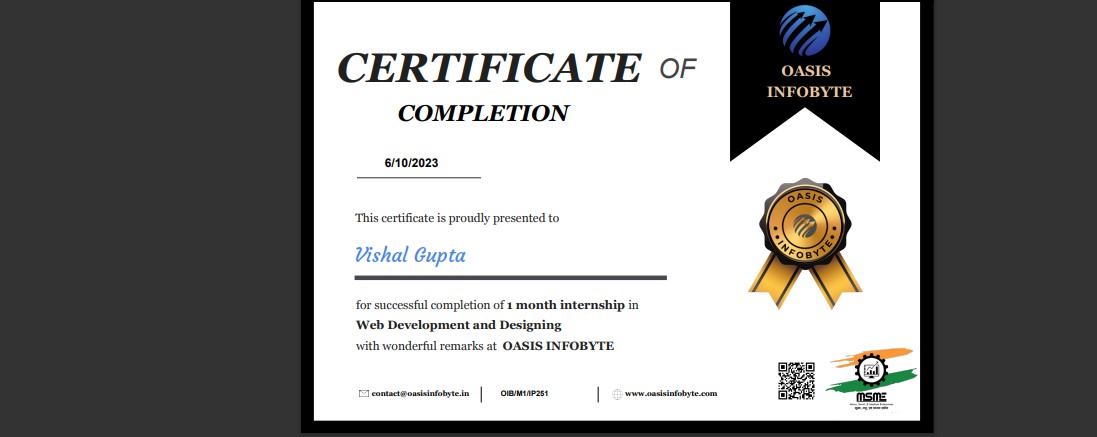 CERTIFICATE OF
COMPLETION
OASIS
INFOBYTE
6/10/2023
This certificate is proudly presented to
Vishal Gupta
for successful completion of 1 month internship in
Web Development and Designing
with wonderful remarks at OASIS INFOBYTE
OASIS
INFOBYTE
contact@oasisinfobyte.in
OIB/M1/IP251
www.oasisinfobyte.com
MSME